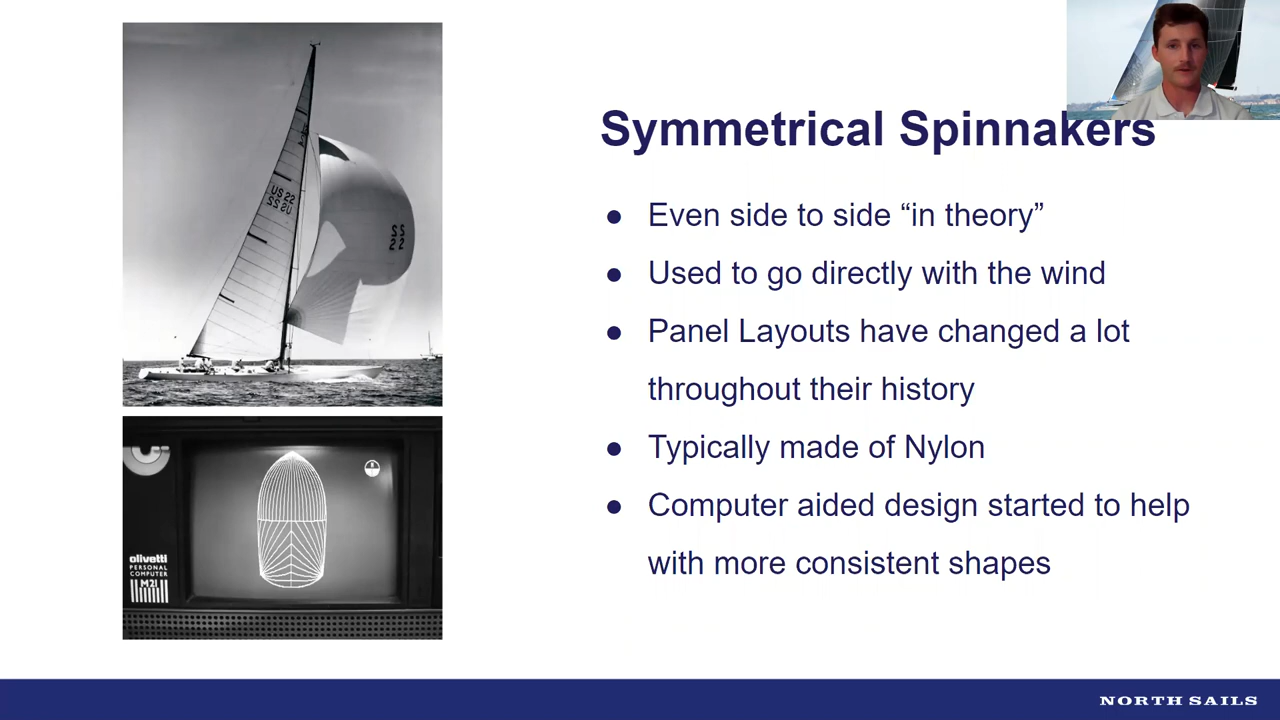 Symmetrical Spinnakers
● Even side to side “in theory”
● Used to go directly with the wind
● Panel Layouts have changed a lot
throughout their history
● Typically made of Nylon
● Computer aided design started to help
with more consistent shapes
US 22
22
olivetti
PERSONAL
COMPUTER
M21
NORTH SAILS